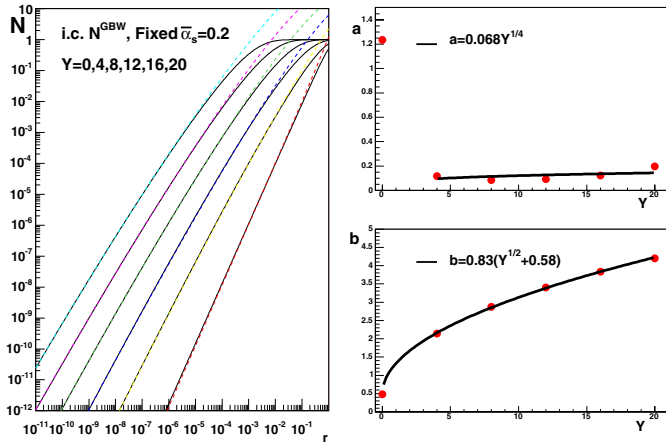 N
i.c. N^GBW, Fixed α̅_s=0.2
Y=0,4,8,12,16,20
10
1
10^-1
10^-2
10^-3
10^-4
10^-5
10^-6
10^-7
10^-8
10^-9
10^-10
10^-11
10^-12
10^-11 10^-10 10^-9 10^-8 10^-7 10^-6 10^-5 10^-4 10^-3 10^-2 10^-1
r
a
a=0.068Y^1/4
1.4
1.2
1
0.8
0.6
0.4
0.2
0
0 5 10 15 20
Y
b
b=0.83(Y^1/2+0.58)
5
4.5
4
3.5
3
2.5
2
1.5
1
0.5
0
0 5 10 15 20
Y